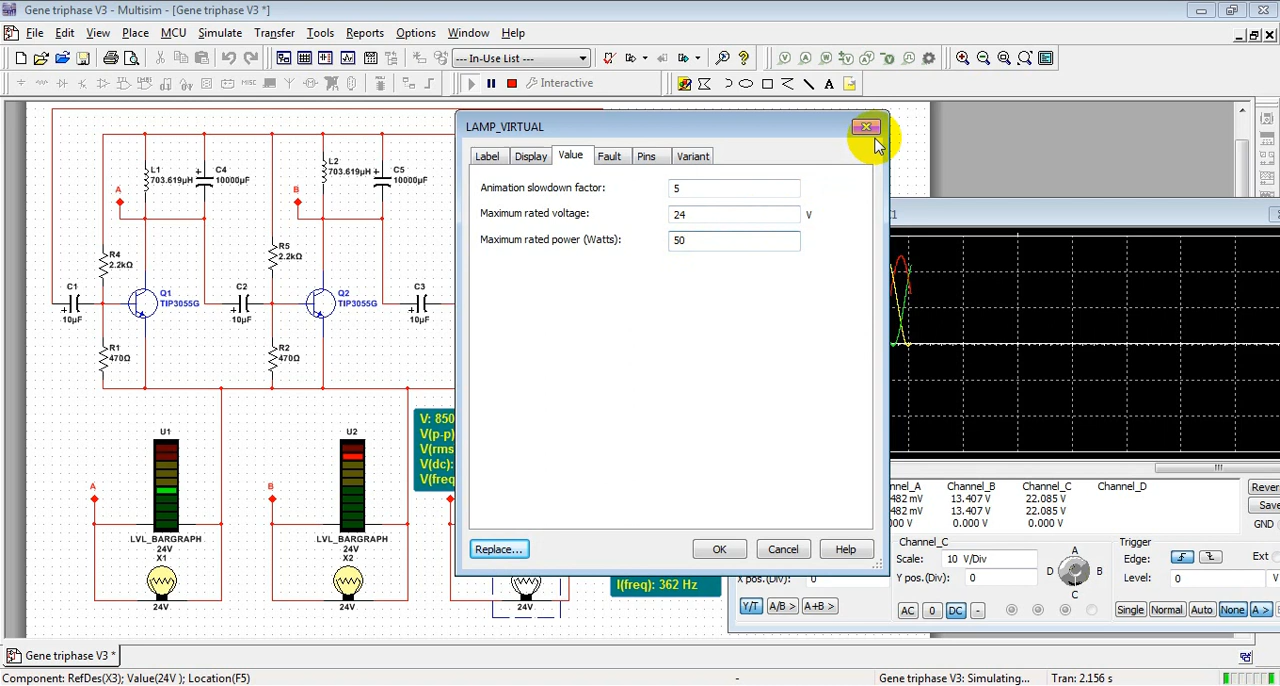 Gene triphase V3 - Multisim - [Gene triphase V3 *]
File Edit View Place MCU Simulate Transfer Tools Reports Options Window Help
--- In-Use List ---
Interactive
LAMP_VIRTUAL
Label Display Value Fault Pins Variant
Animation slowdown factor: 5
Maximum rated voltage: 24 V
Maximum rated power (Watts): 50
Replace... OK Cancel Help
L1
703.619µH
C4
10000µF
L2
703.619µH
C5
10000µF
A
B
R4
2.2kΩ
R5
2.2kΩ
C1
10µF
Q1
TIP3055G
C2
10µF
Q2
TIP3055G
C3
10µF
R1
470Ω
R2
470Ω
U1
U2
V: 850
V(p-p)
V(rms
V(dc):
V(freq
A
B
LVL_BARGRAPH
24V
X1
24V
LVL_BARGRAPH
24V
X2
24V
24V
I(freq): 362 Hz
Channel_B Channel_C Channel_D
482 mV 13.407 V 22.085 V
482 mV 13.407 V 22.085 V
0.000 V 0.000 V
Rever
Save
GND
Channel_C
Scale: 10 V/Div
Y pos.(Div): 0
X pos.(Div): 0
Y/T A/B > A+B >
AC 0 DC -
Trigger
Edge: Ext
Level: 0 V
A
B
C
D
Single Normal Auto None A >
Gene triphase V3 *
Component: RefDes(X3); Value(24V ); Location(F5) - Gene triphase V3: Simulating... Tran: 2.156 s